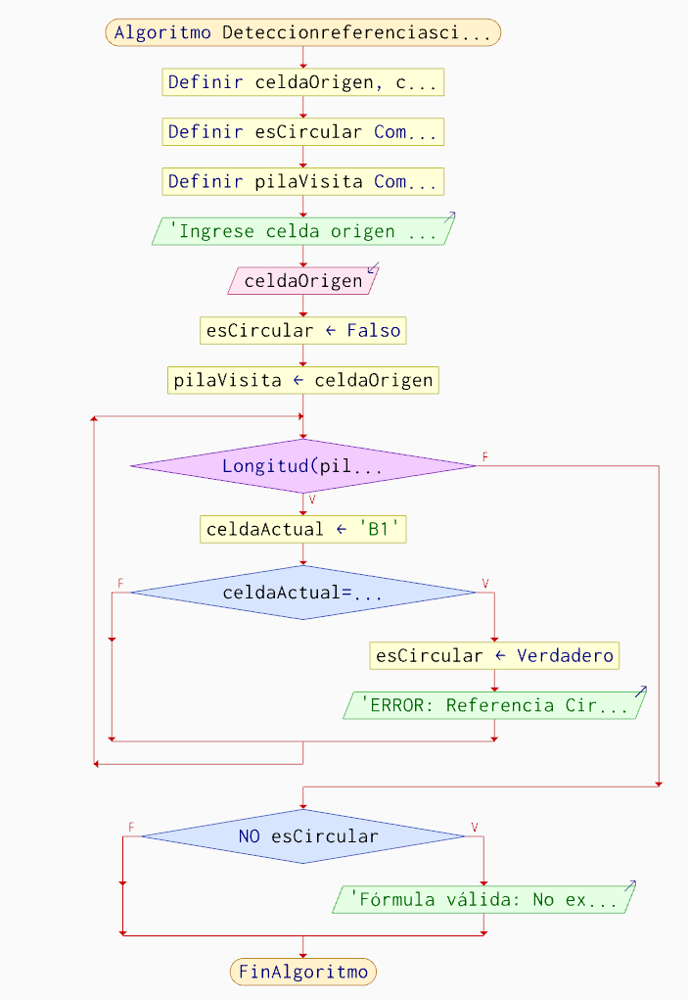 Algoritmo Deteccionreferenciasci...
Definir celdaOrigen, c...
Definir esCircular Com...
Definir pilaVisita Com...
'Ingrese celda origen ...
celdaOrigen
esCircular ← Falso
pilaVisita ← celdaOrigen
Longitud(pil...
F
V
celdaActual ← 'B1'
F
celdaActual=...
V
esCircular ← Verdadero
'ERROR: Referencia Cir...
F
NO esCircular
V
'Fórmula válida: No ex...
FinAlgoritmo